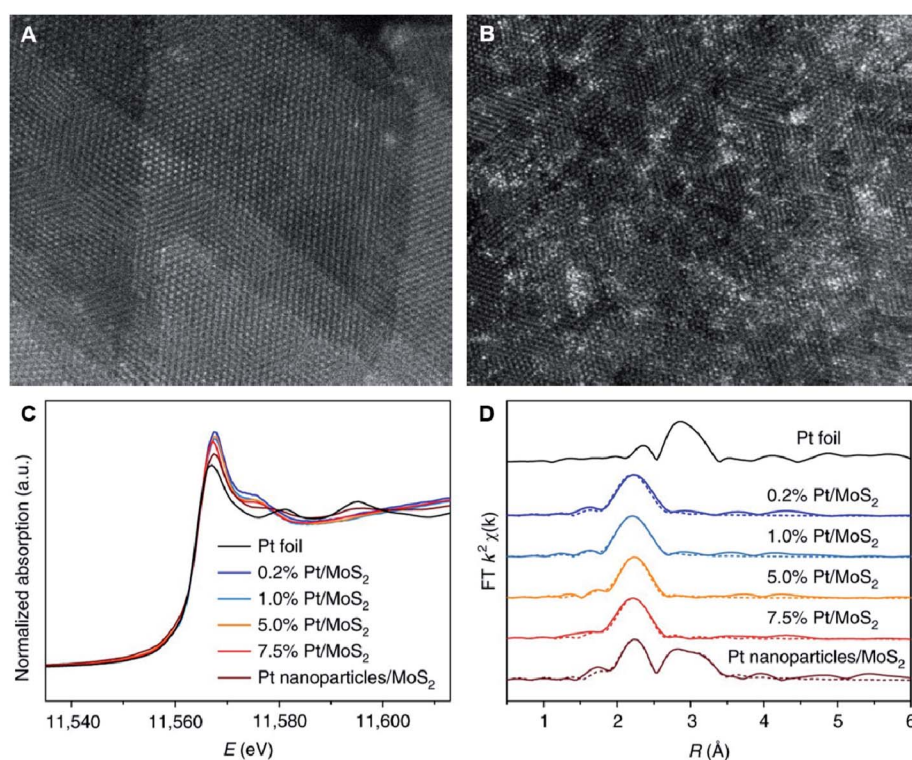 A
B
C
Normalized absorption (a.u.)
Pt foil
0.2% Pt/MoS₂
1.0% Pt/MoS₂
5.0% Pt/MoS₂
7.5% Pt/MoS₂
Pt nanoparticles/MoS₂
11,540 11,560 11,580 11,600
E (eV)
D
FT k² χ(k)
Pt foil
0.2% Pt/MoS₂
1.0% Pt/MoS₂
5.0% Pt/MoS₂
7.5% Pt/MoS₂
Pt nanoparticles/MoS₂
1 2 3 4 5 6
R (Å)